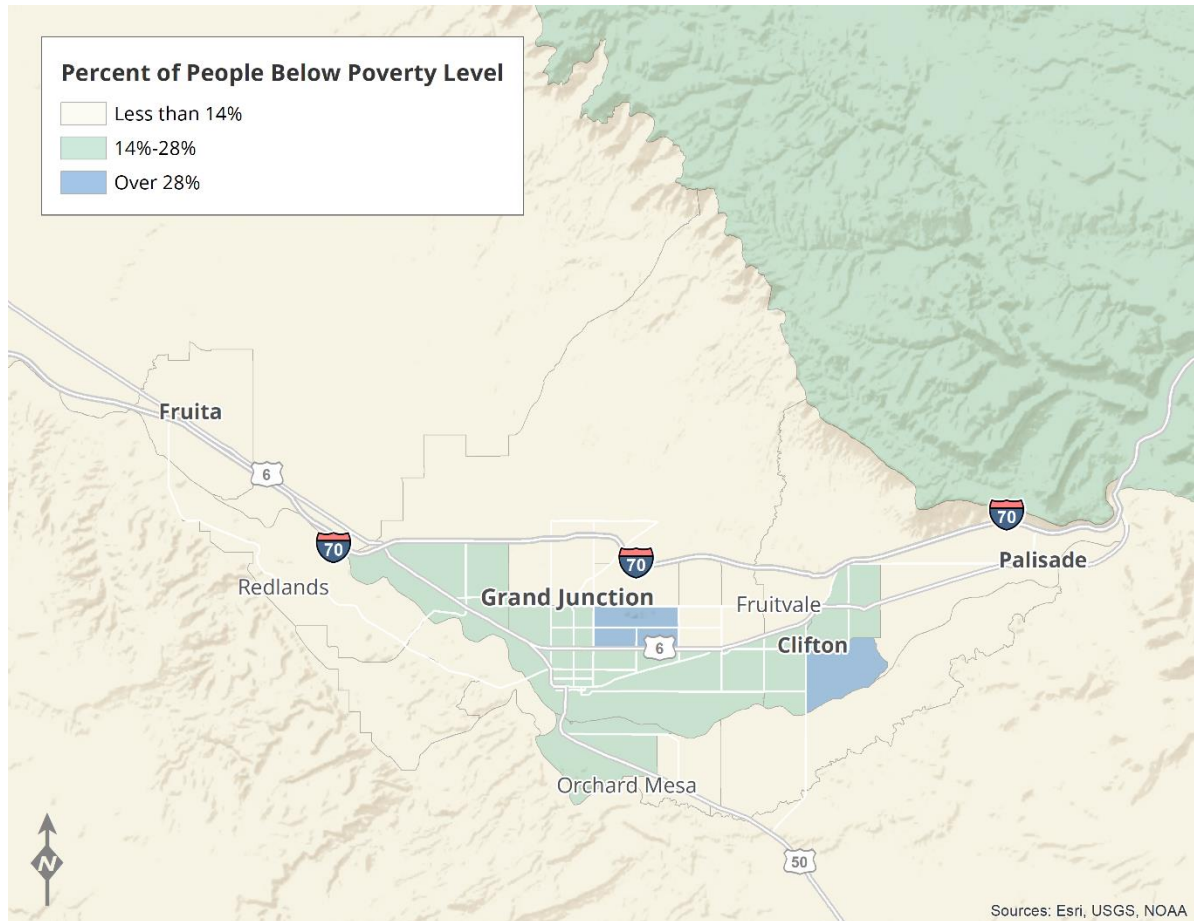 Percent of People Below Poverty Level
Less than 14%
14%-28%
Over 28%
Fruita
6
70
70
70
Palisade
Redlands
Grand Junction
Fruitvale
6
Clifton
Orchard Mesa
N
50
Sources: Esri, USGS, NOAA